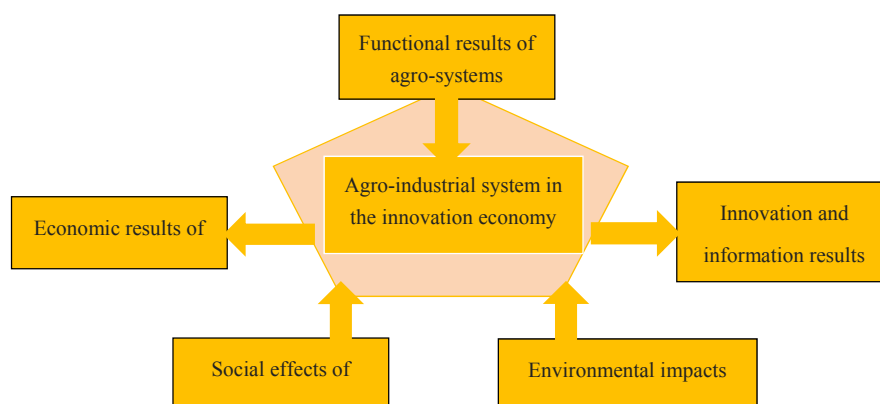 Functional results of
agro-systems
Agro-industrial system in
the innovation economy
Economic results of
Innovation and
information results
Social effects of
Environmental impacts